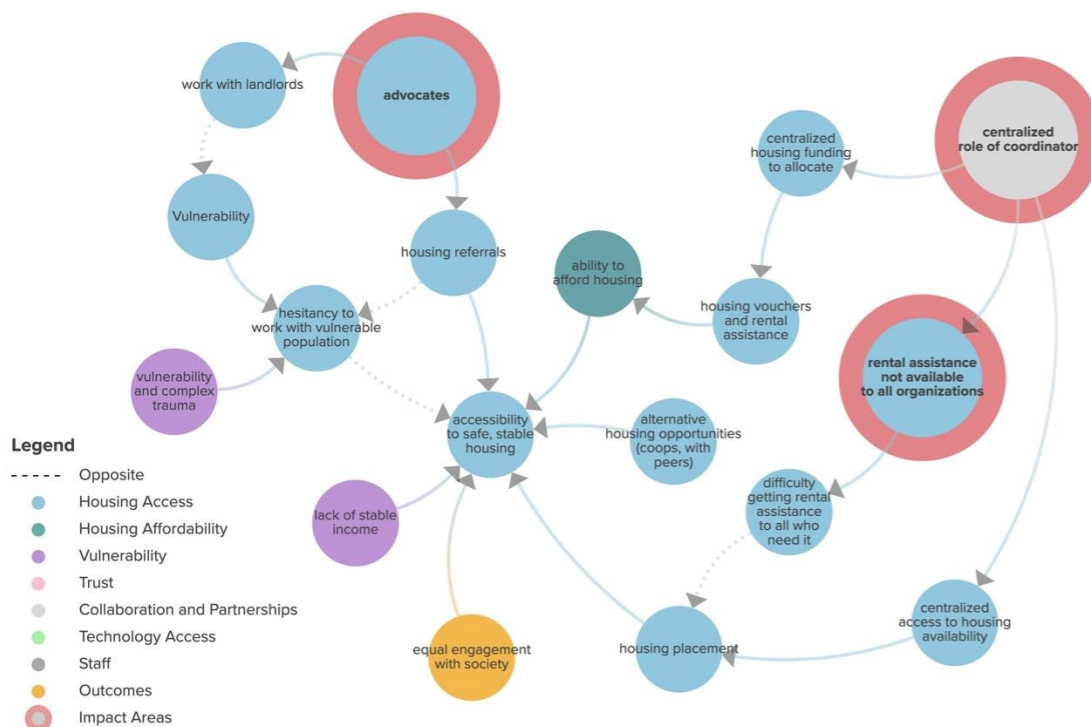 work with landlords
advocates
centralized
housing funding
to allocate
centralized
role of coordinator
Vulnerability
housing referrals
ability to
afford housing
hesitancy to
work with vulnerable
population
housing vouchers
and rental
assistance
vulnerability
and complex
trauma
rental assistance
not available
to all organizations
accessibility
to safe, stable
housing
alternative
housing opportunities
(coops, with
peers)
lack of stable
income
difficulty
getting rental
assistance
to all who
need it
equal engagement
with society
housing placement
centralized
access to housing
availability
Legend
Opposite
Housing Access
Housing Affordability
Vulnerability
Trust
Collaboration and Partnerships
Technology Access
Staff
Outcomes
Impact Areas